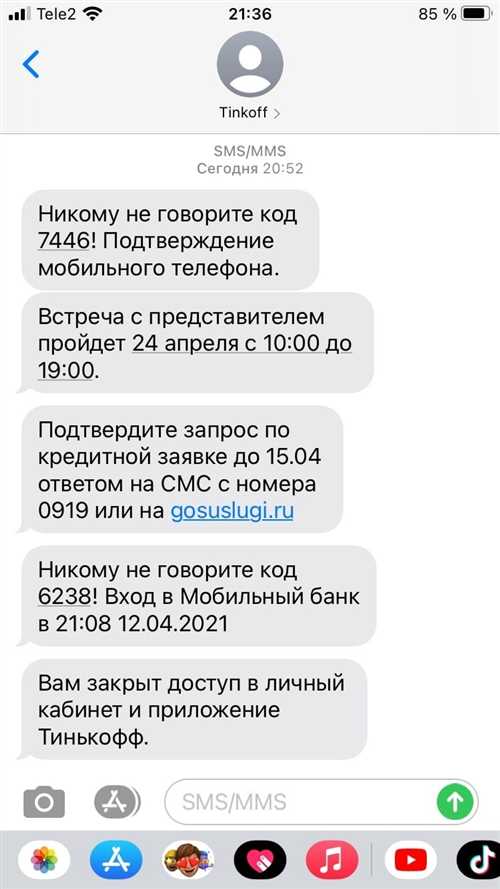 Tele2
21:36
85 %
Tinkoff
SMS/MMS
Сегодня 20:52
Никому не говорите код
7446! Подтверждение
мобильного телефона.
Встреча с представителем
пройдет 24 апреля с 10:00 до
19:00.
Подтвердите запрос по
кредитной заявке до 15.04
ответом на СМС с номера
0919 или на gosuslugi.ru
Никому не говорите код
6238! Вход в Мобильный банк
в 21:08 12.04.2021
Вам закрыт доступ в личный
кабинет и приложение
Тинькофф.
SMS/MMS